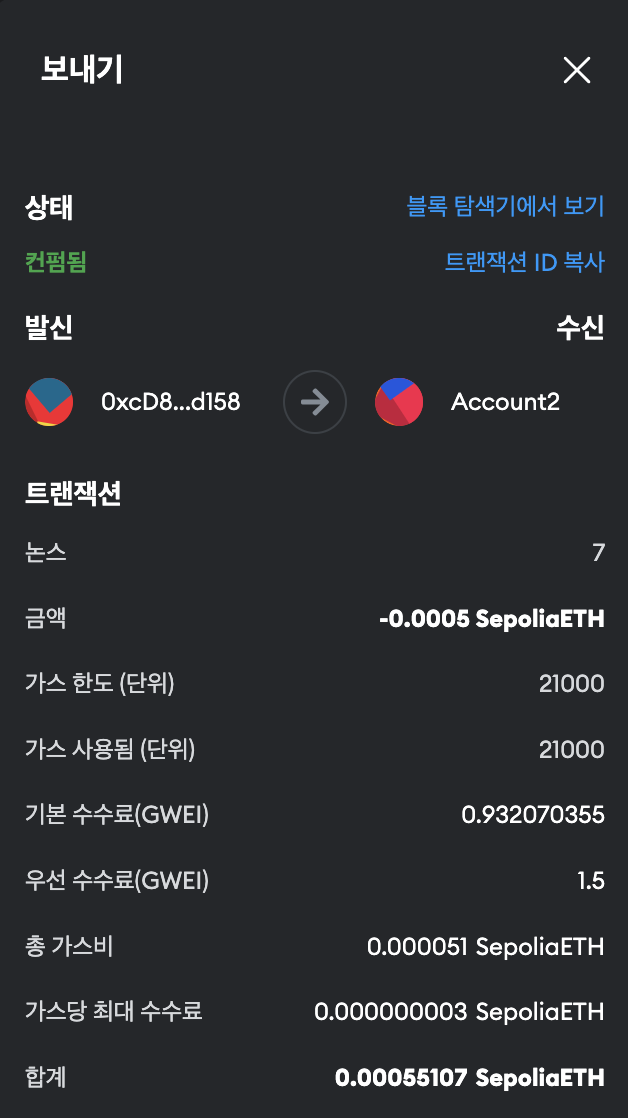 보내기
상태 블록 탐색기에서 보기
컨펌됨 트랜잭션 ID 복사
발신 수신
0xcD8...d158 Account2
트랜잭션
논스 7
금액 -0.0005 SepoliaETH
가스 한도 (단위) 21000
가스 사용됨 (단위) 21000
기본 수수료(GWEI) 0.932070355
우선 수수료(GWEI) 1.5
총 가스비 0.000051 SepoliaETH
가스당 최대 수수료 0.000000003 SepoliaETH
합계 0.00055107 SepoliaETH